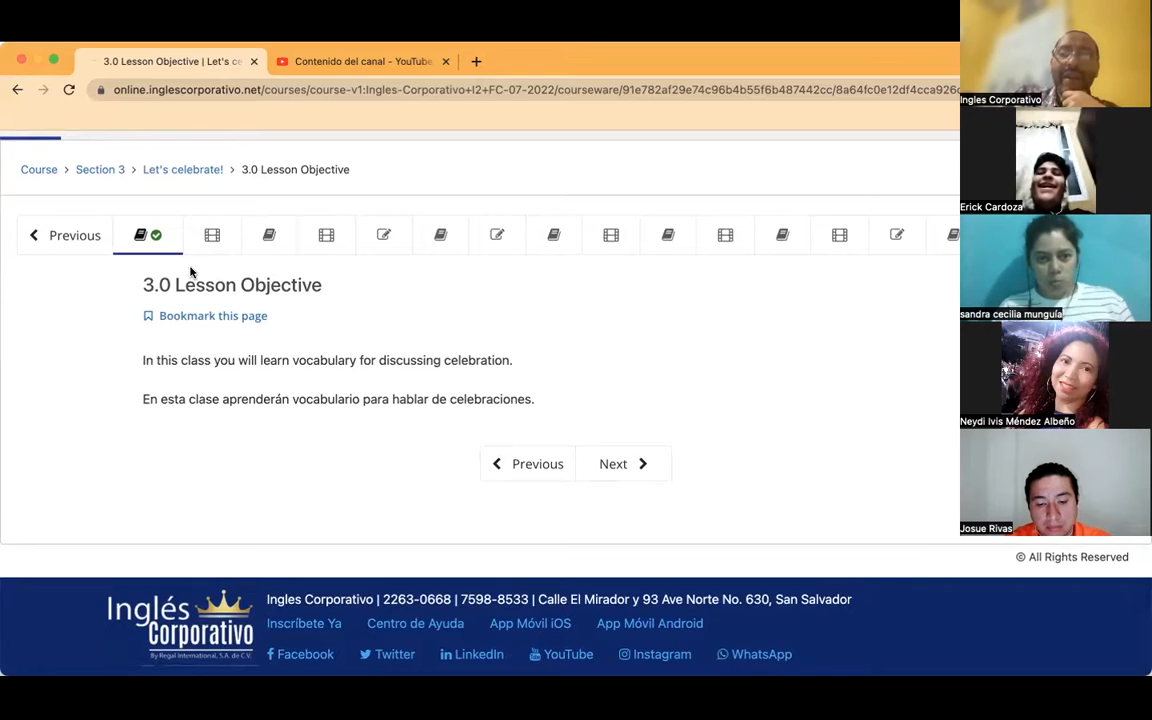 3.0 Lesson Objective | Let's ce
Contenido del canal - YouTube
online.inglescorporativo.net/courses/course-v1:Ingles-Corporativo+I2+FC-07-2022/courseware/91e782af29e74c96b4b55f6b487442cc/8a64fc0e12df4cca926c
Course > Section 3 > Let's celebrate! > 3.0 Lesson Objective
Previous
3.0 Lesson Objective
Bookmark this page
In this class you will learn vocabulary for discussing celebration.
En esta clase aprenderán vocabulario para hablar de celebraciones.
Previous
Next
© All Rights Reserved
Inglés
Corporativo
By Regal International, S.A. de C.V.
Ingles Corporativo | 2263-0668 | 7598-8533 | Calle El Mirador y 93 Ave Norte No. 630, San Salvador
Inscríbete Ya
Centro de Ayuda
App Móvil iOS
App Móvil Android
Facebook
Twitter
LinkedIn
YouTube
Instagram
WhatsApp
Ingles Corporativo
Erick Cardoza
sandra cecilia munguía
Neydi Ivis Méndez Albeño
Josue Rivas